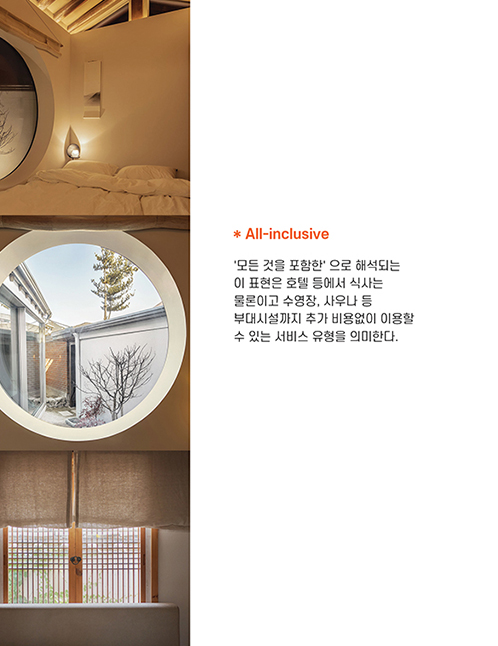 * All-inclusive
'모든 것을 포함한' 으로 해석되는
이 표현은 호텔 등에서 식사는
물론이고 수영장, 사우나 등
부대시설까지 추가 비용없이 이용할
수 있는 서비스 유형을 의미한다.